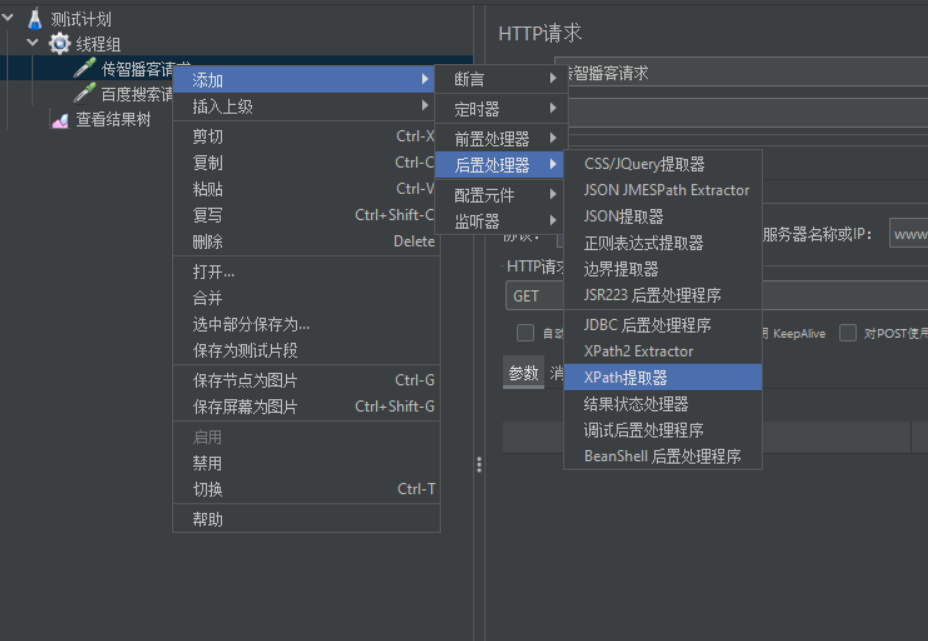 测试计划
线程组
传智播客请求
百度搜索请
查看结果树
添加
插入上级
剪切 Ctrl-X
复制 Ctrl-C
粘贴 Ctrl-V
复写 Ctrl+Shift-C
删除 Delete
打开...
合并
选中部分保存为...
保存为测试片段
保存节点为图片 Ctrl-G
保存屏幕为图片 Ctrl+Shift-G
启用
禁用
切换 Ctrl-T
帮助
断言
定时器
前置处理器
后置处理器
配置元件
监听器
CSS/JQuery提取器
JSON JMESPath Extractor
JSON提取器
正则表达式提取器
边界提取器
JSR223 后置处理程序
JDBC 后置处理程序
XPath2 Extractor
XPath提取器
结果状态处理器
调试后置处理程序
BeanShell 后置处理程序
HTTP请求
传智播客请求
协议：
服务器名称或IP： www
HTTP请求
GET
自动
KeepAlive 对POST使用
参数 消